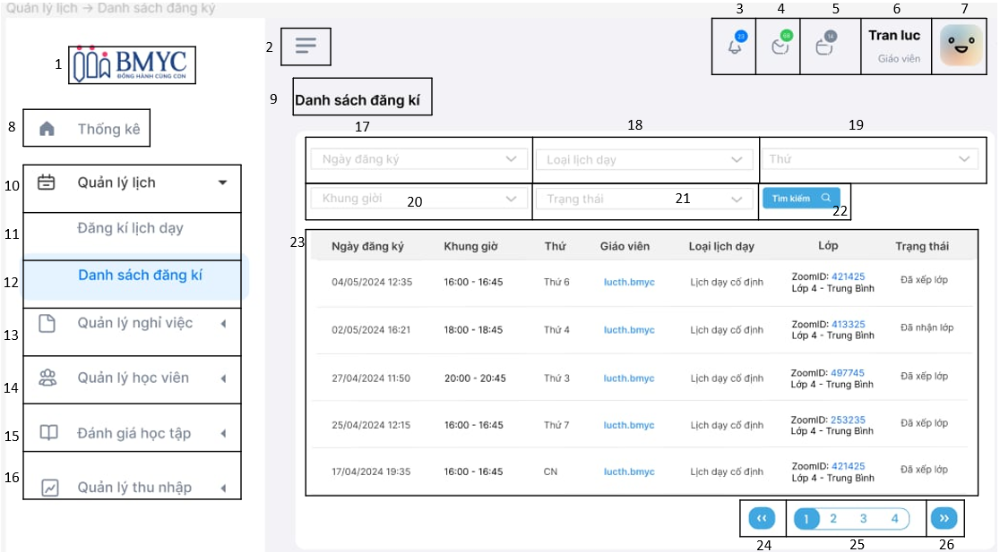 Quản lý lịch → Danh sách đăng ký
3 4 5 6 7
23 68 14
Tran luc
Giáo viên
1
BMYC
ĐỒNG HÀNH CÙNG CON
2
9
Danh sách đăng kí
8
Thống kê
10
Quản lý lịch
11
Đăng kí lịch dạy
12
Danh sách đăng kí
13
Quản lý nghỉ việc
14
Quản lý học viên
15
Đánh giá học tập
16
Quản lý thu nhập
17 18 19
Ngày đăng ký Loại lịch dạy Thứ
Khung giời 20 Trạng thái 21 Tìm kiếm 22
23
Ngày đăng ký Khung giờ Thứ Giáo viên Loại lịch dạy Lớp Trạng thái
04/05/2024 12:35 16:00 - 16:45 Thứ 6 lucth.bmyc Lịch dạy cố định ZoomID: 421425 Đã xếp lớp
Lớp 4 - Trung Bình
02/05/2024 16:21 18:00 - 18:45 Thứ 4 lucth.bmyc Lịch dạy cố định ZoomID: 413325 Đã nhận lớp
Lớp 4 - Trung Bình
27/04/2024 11:50 20:00 - 20:45 Thứ 3 lucth.bmyc Lịch dạy cố định ZoomID: 497745 Đã xếp lớp
Lớp 4 - Trung Bình
25/04/2024 12:15 16:00 - 16:45 Thứ 7 lucth.bmyc Lịch dạy cố định ZoomID: 253235 Đã xếp lớp
Lớp 4 - Trung Bình
17/04/2024 19:35 16:00 - 16:45 CN lucth.bmyc Lịch dạy cố định ZoomID: 421425 Đã xếp lớp
Lớp 4 - Trung Bình
‹‹ 1 2 3 4 ››
24 25 26